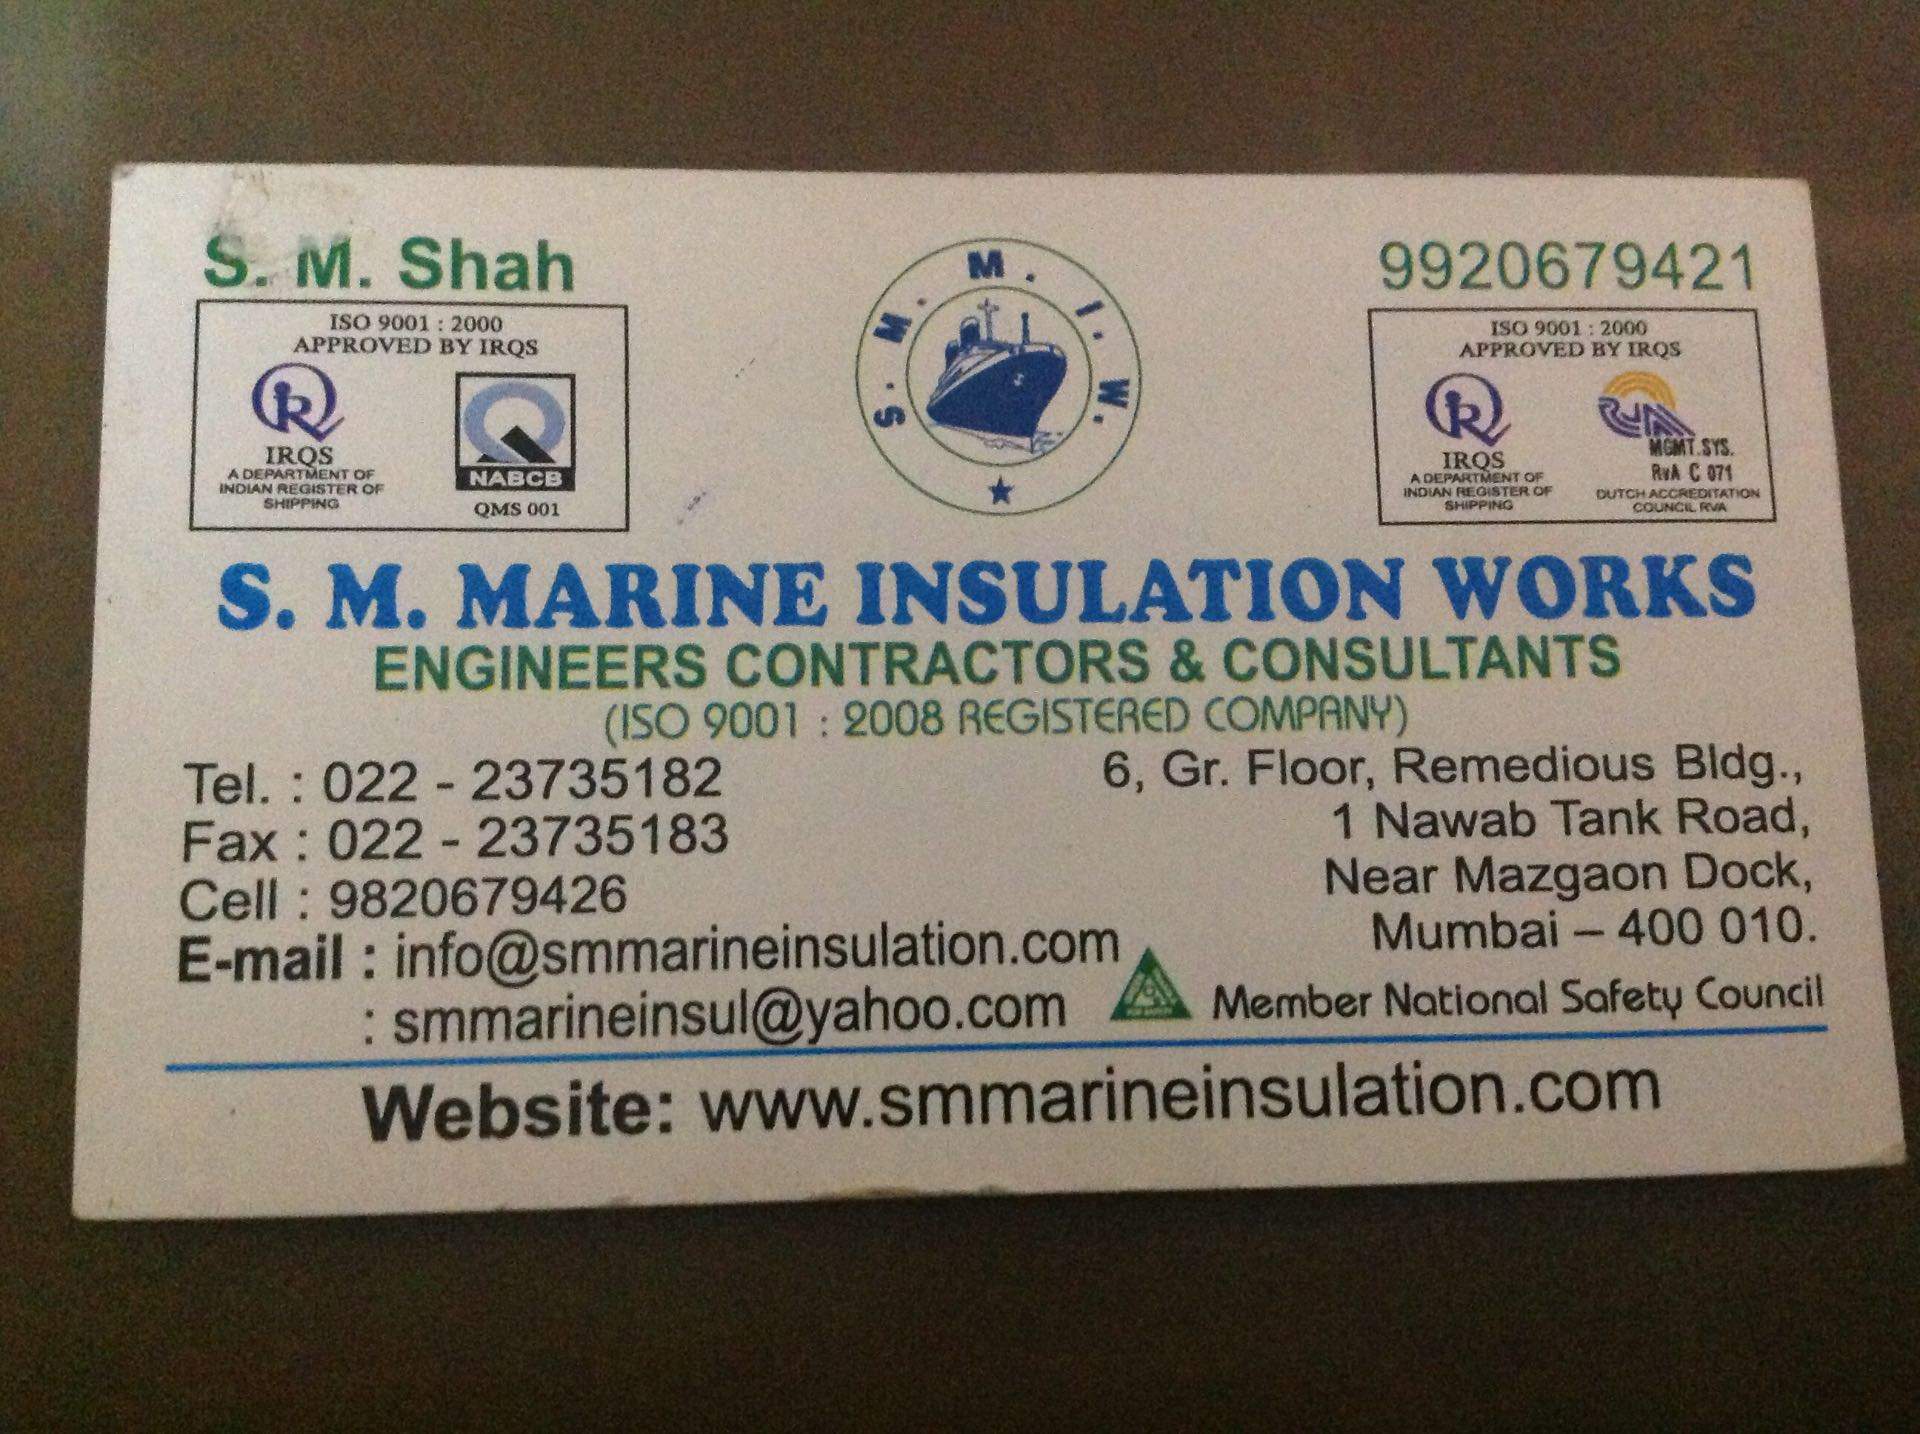 S. M. Shah
9920679421
S. M. M. I. W.
ISO 9001 : 2000
APPROVED BY IRQS
IRQS
A DEPARTMENT OF
INDIAN REGISTER OF
SHIPPING
NABCB
QMS 001
ISO 9001 : 2000
APPROVED BY IRQS
IRQS
A DEPARTMENT OF
INDIAN REGISTER OF
SHIPPING
RvA
MGMT. SYS.
RvA C 071
DUTCH ACCREDITATION
COUNCIL RVA
S. M. MARINE INSULATION WORKS
ENGINEERS CONTRACTORS & CONSULTANTS
(ISO 9001 : 2008 REGISTERED COMPANY)
Tel. : 022 - 23735182
Fax : 022 - 23735183
Cell : 9820679426
E-mail : info@smmarineinsulation.com
: smmarineinsul@yahoo.com
6, Gr. Floor, Remedious Bldg.,
1 Nawab Tank Road,
Near Mazgaon Dock,
Mumbai – 400 010.
Member National Safety Council
Website: www.smmarineinsulation.com